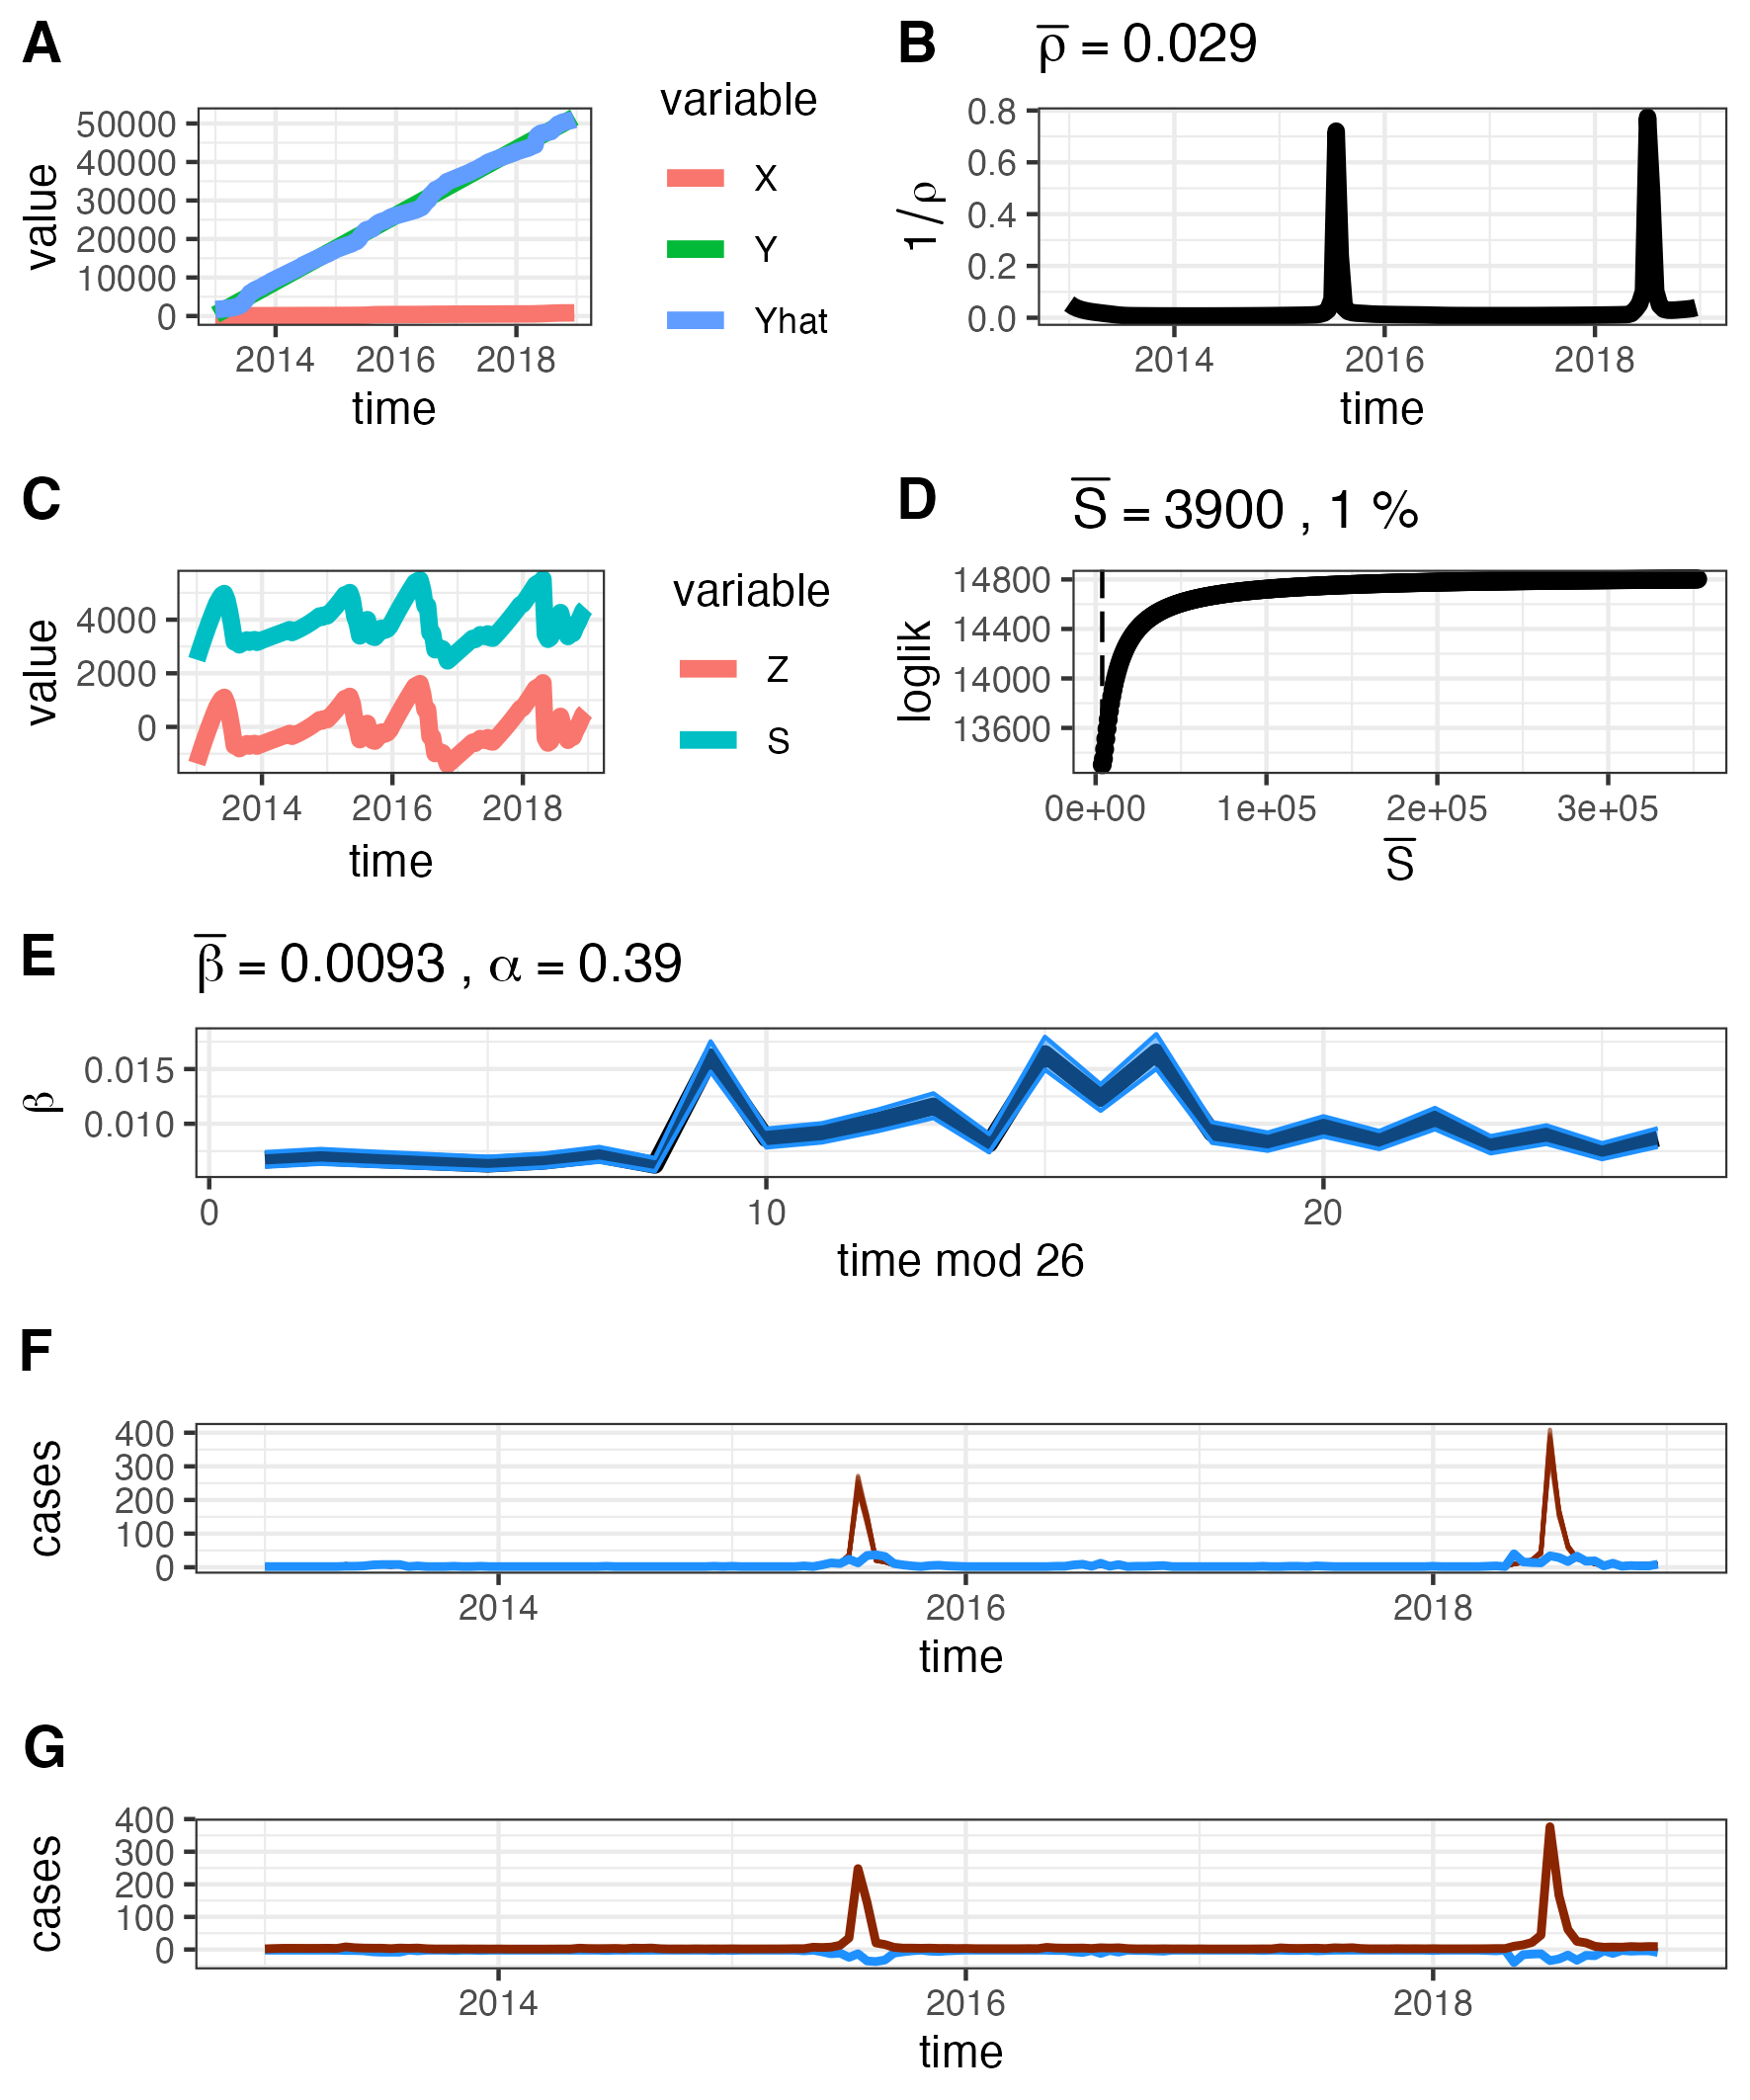 A
value
50000
40000
30000
20000
10000
0
2014 2016 2018
time
variable
X
Y
Yhat
B
ρ̅ = 0.029
1/ρ
0.8
0.6
0.4
0.2
0.0
2014 2016 2018
time
C
value
4000
2000
0
2014 2016 2018
time
variable
Z
S
D
S̅ = 3900 , 1 %
loglik
14800
14400
14000
13600
0e+00 1e+05 2e+05 3e+05
S̅
E
β̅ = 0.0093 , α = 0.39
β
0.015
0.010
0 10 20
time mod 26
F
cases
400
300
200
100
0
2014 2016 2018
time
G
cases
400
300
200
100
0
2014 2016 2018
time